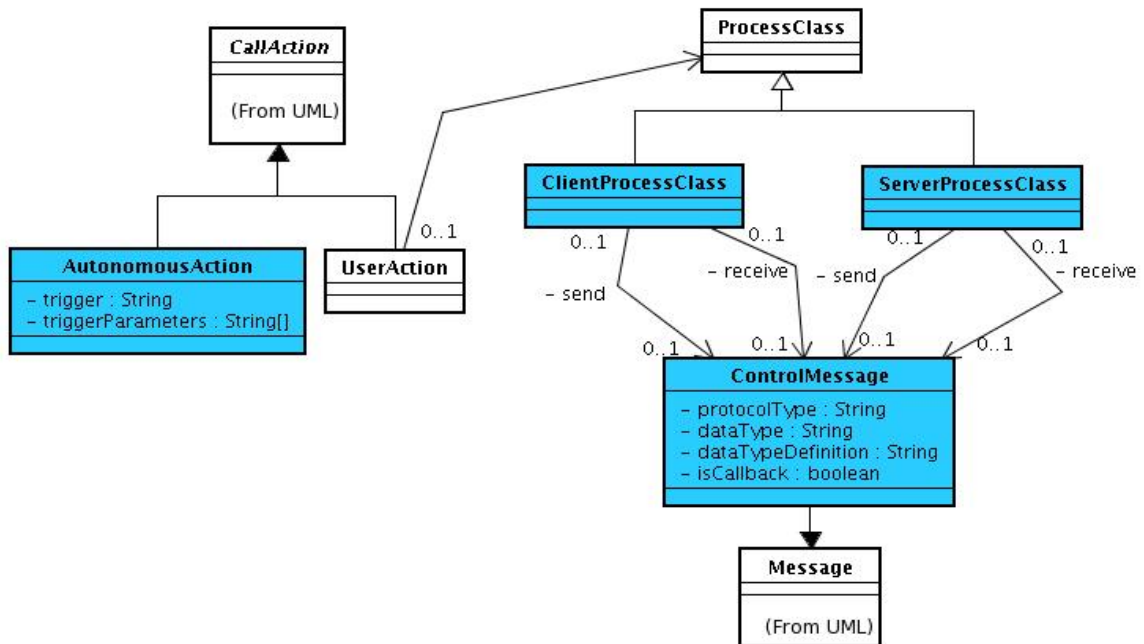 ProcessClass
CallAction
(From UML)
ClientProcessClass
ServerProcessClass
0..1
AutonomousAction
- trigger : String
- triggerParameters : String[]
UserAction
0..1
0..1
0..1
0..1
- send
- receive
- send
- receive
0..1
0..1
0..1
0..1
ControlMessage
- protocolType : String
- dataType : String
- dataTypeDefinition : String
- isCallback : boolean
Message
(From UML)